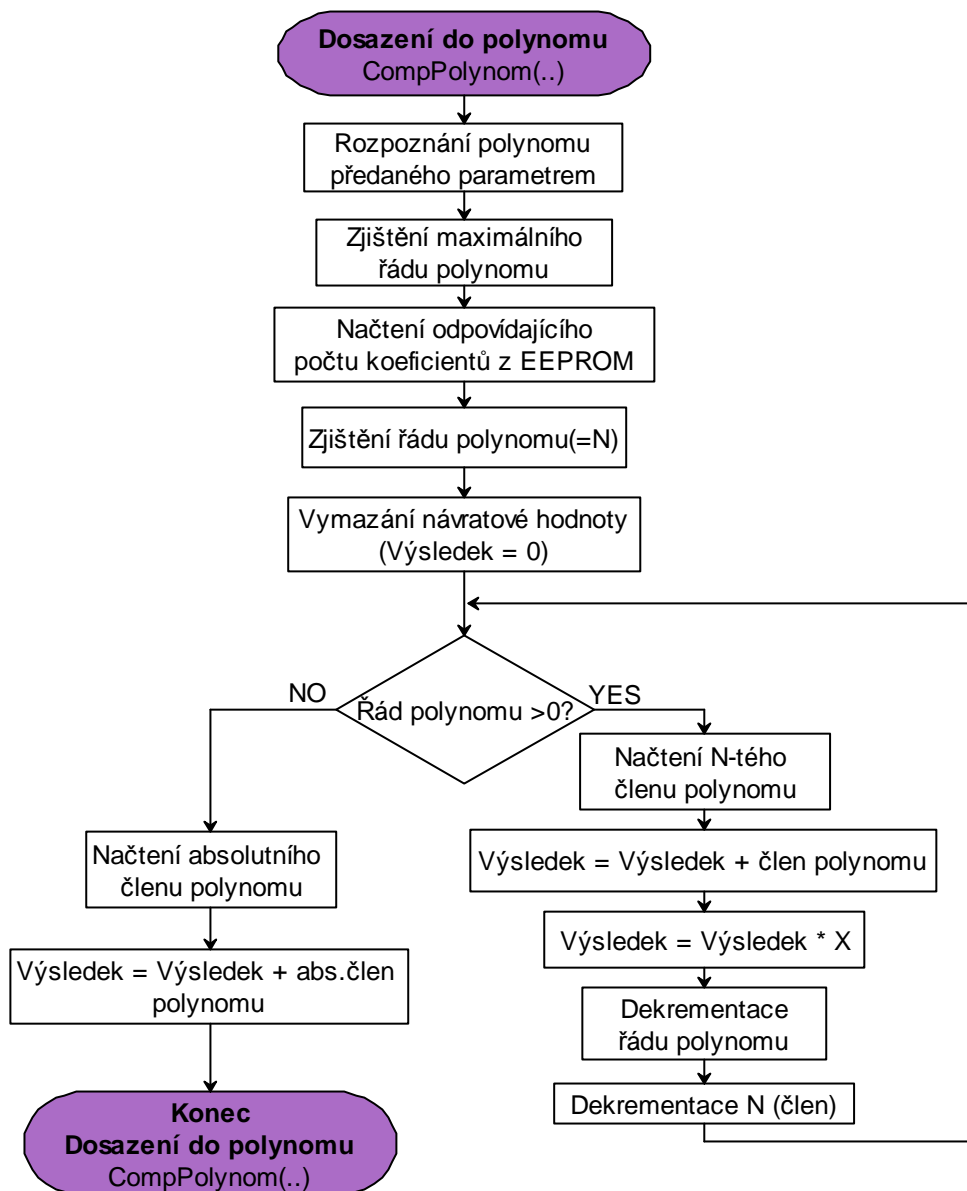 Dosazení do polynomu
CompPolynom(..)
Rozpoznání polynomu
předaného parametrem
Zjištění maximálního
řádu polynomu
Načtení odpovídajícího
počtu koeficientů z EEPROM
Zjištění řádu polynomu(=N)
Vymazání návratové hodnoty
(Výsledek = 0)
Řád polynomu >0?
NO
Načtení absolutního
členu polynomu
Výsledek = Výsledek + abs.člen
polynomu
Konec
Dosazení do polynomu
CompPolynom(..)
YES
Načtení N-tého
členu polynomu
Výsledek = Výsledek + člen polynomu
Výsledek = Výsledek * X
Dekrementace
řádu polynomu
Dekrementace N (člen)